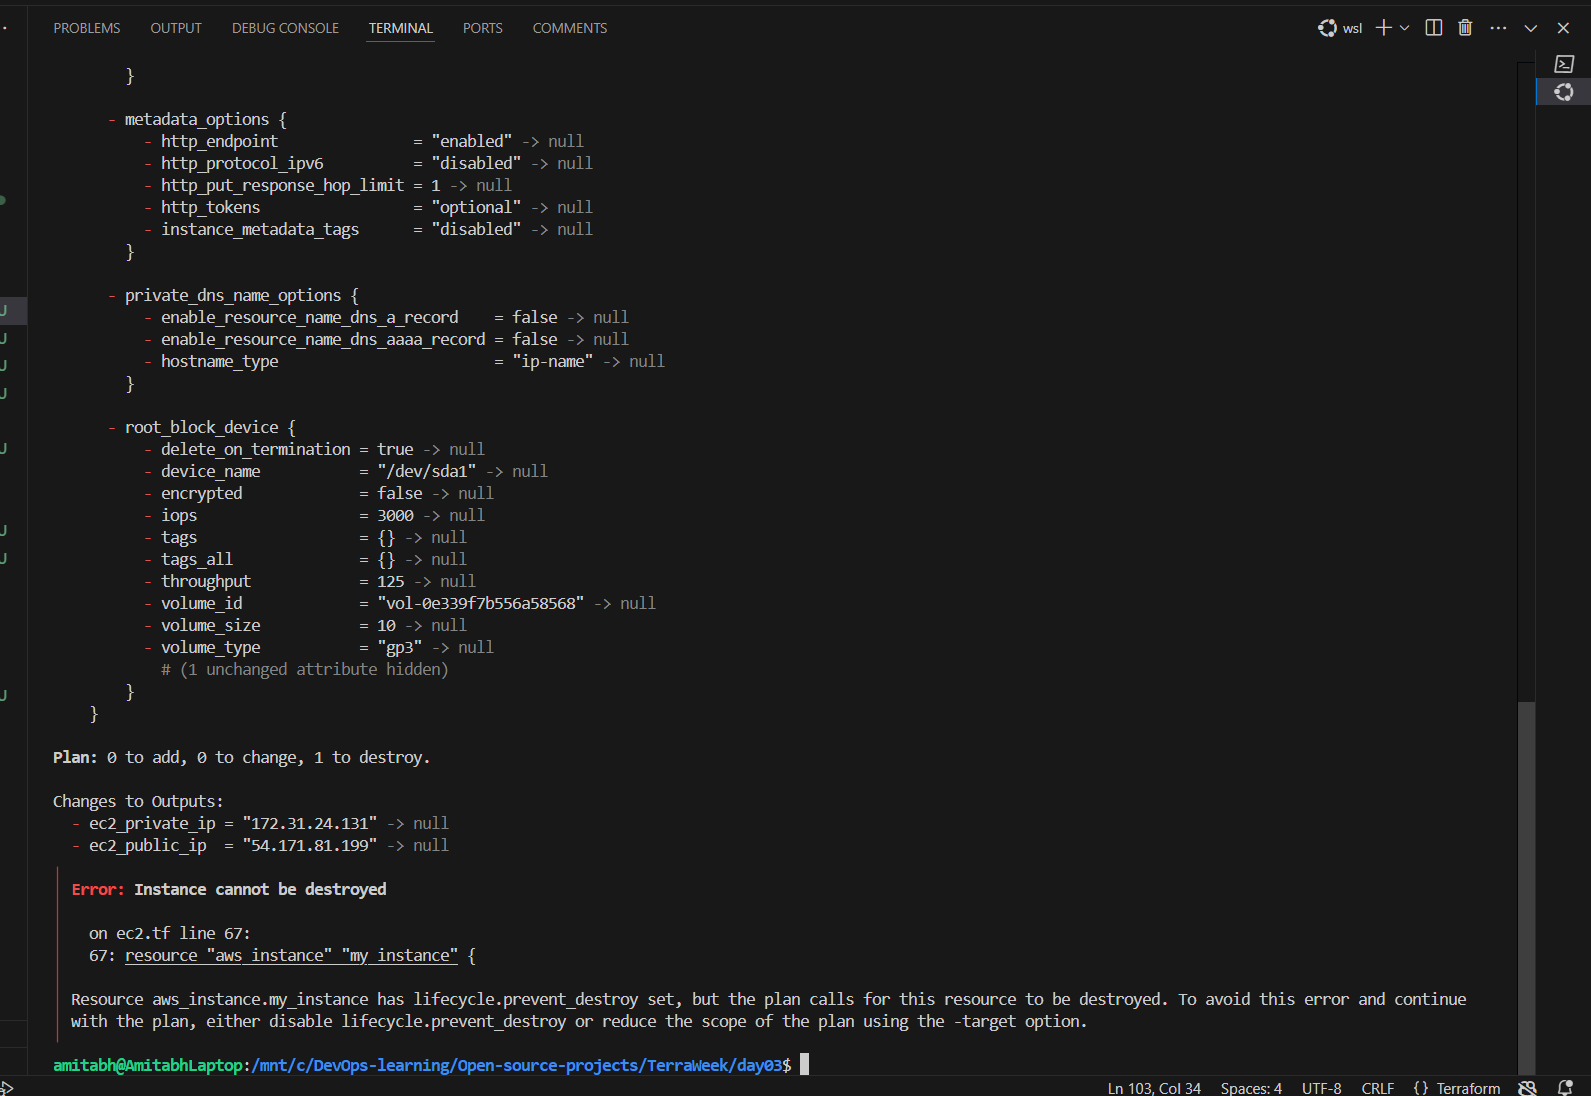 PROBLEMS OUTPUT DEBUG CONSOLE TERMINAL PORTS COMMENTS wsl
}
- metadata_options {
- http_endpoint = "enabled" -> null
- http_protocol_ipv6 = "disabled" -> null
- http_put_response_hop_limit = 1 -> null
- http_tokens = "optional" -> null
- instance_metadata_tags = "disabled" -> null
}
- private_dns_name_options {
- enable_resource_name_dns_a_record = false -> null
- enable_resource_name_dns_aaaa_record = false -> null
- hostname_type = "ip-name" -> null
}
- root_block_device {
- delete_on_termination = true -> null
- device_name = "/dev/sda1" -> null
- encrypted = false -> null
- iops = 3000 -> null
- tags = {} -> null
- tags_all = {} -> null
- throughput = 125 -> null
- volume_id = "vol-0e339f7b556a58568" -> null
- volume_size = 10 -> null
- volume_type = "gp3" -> null
# (1 unchanged attribute hidden)
}
}
Plan: 0 to add, 0 to change, 1 to destroy.
Changes to Outputs:
- ec2_private_ip = "172.31.24.131" -> null
- ec2_public_ip = "54.171.81.199" -> null
Error: Instance cannot be destroyed
on ec2.tf line 67:
67: resource "aws_instance" "my_instance" {
Resource aws_instance.my_instance has lifecycle.prevent_destroy set, but the plan calls for this resource to be destroyed. To avoid this error and continue
with the plan, either disable lifecycle.prevent_destroy or reduce the scope of the plan using the -target option.
amitabh@AmitabhLaptop:/mnt/c/DevOps-learning/Open-source-projects/TerraWeek/day03$
Ln 103, Col 34 Spaces: 4 UTF-8 CRLF {} Terraform